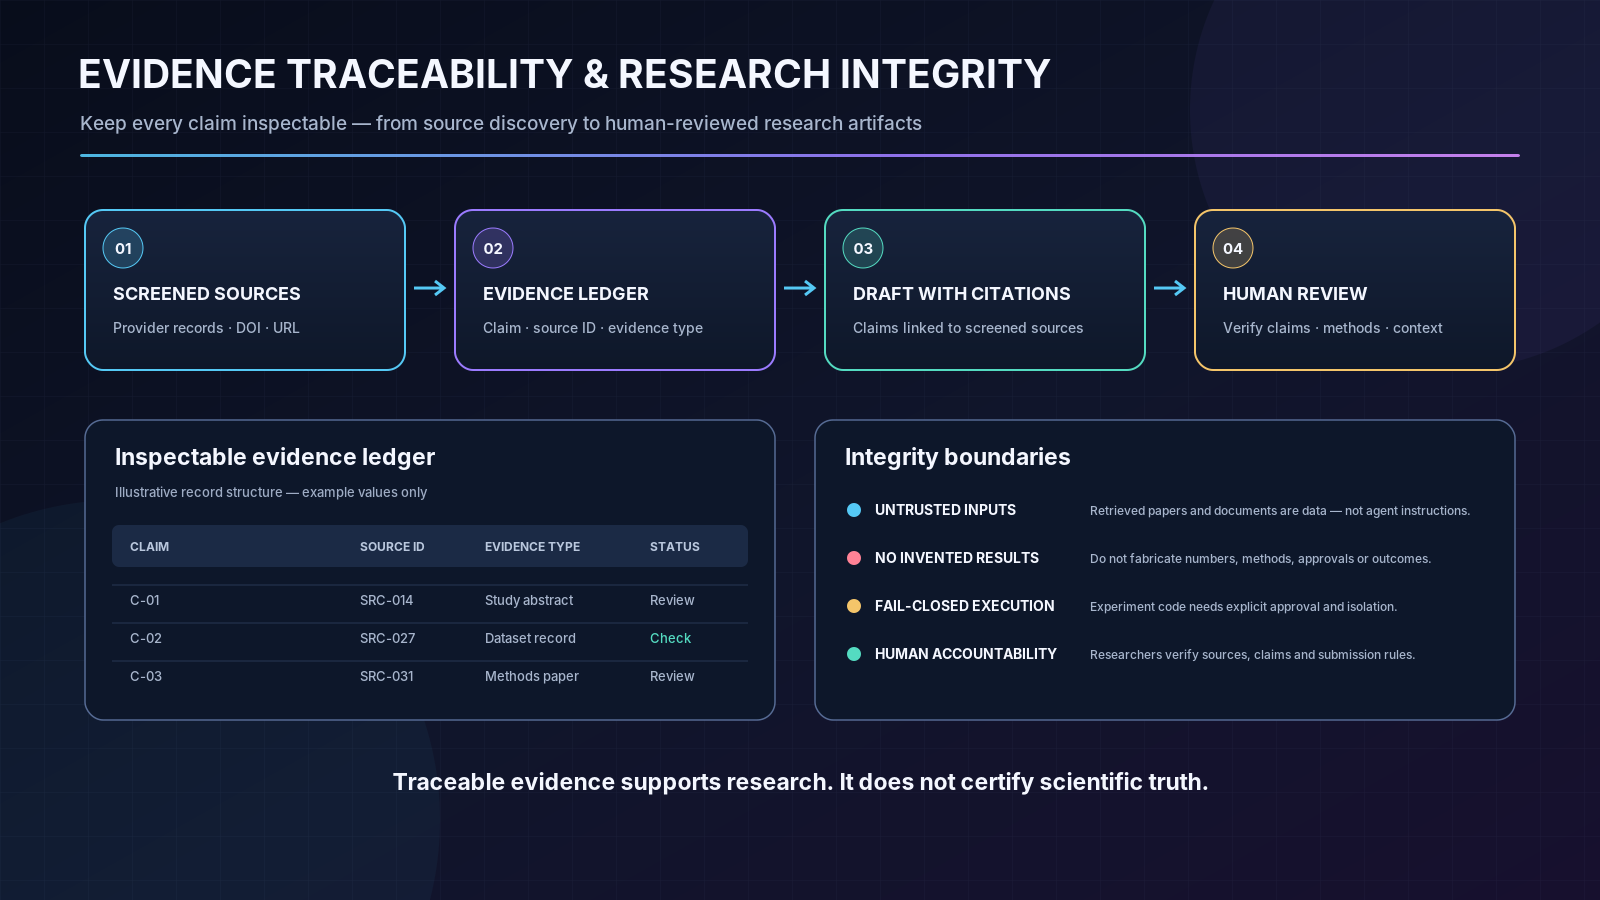 EVIDENCE TRACEABILITY & RESEARCH INTEGRITY
Keep every claim inspectable — from source discovery to human-reviewed research artifacts
01
SCREENED SOURCES
Provider records · DOI · URL
02
EVIDENCE LEDGER
Claim · source ID · evidence type
03
DRAFT WITH CITATIONS
Claims linked to screened sources
04
HUMAN REVIEW
Verify claims · methods · context
Inspectable evidence ledger
Illustrative record structure — example values only
CLAIM SOURCE ID EVIDENCE TYPE STATUS
C-01 SRC-014 Study abstract Review
C-02 SRC-027 Dataset record Check
C-03 SRC-031 Methods paper Review
Integrity boundaries
UNTRUSTED INPUTS Retrieved papers and documents are data — not agent instructions.
NO INVENTED RESULTS Do not fabricate numbers, methods, approvals or outcomes.
FAIL-CLOSED EXECUTION Experiment code needs explicit approval and isolation.
HUMAN ACCOUNTABILITY Researchers verify sources, claims and submission rules.
Traceable evidence supports research. It does not certify scientific truth.